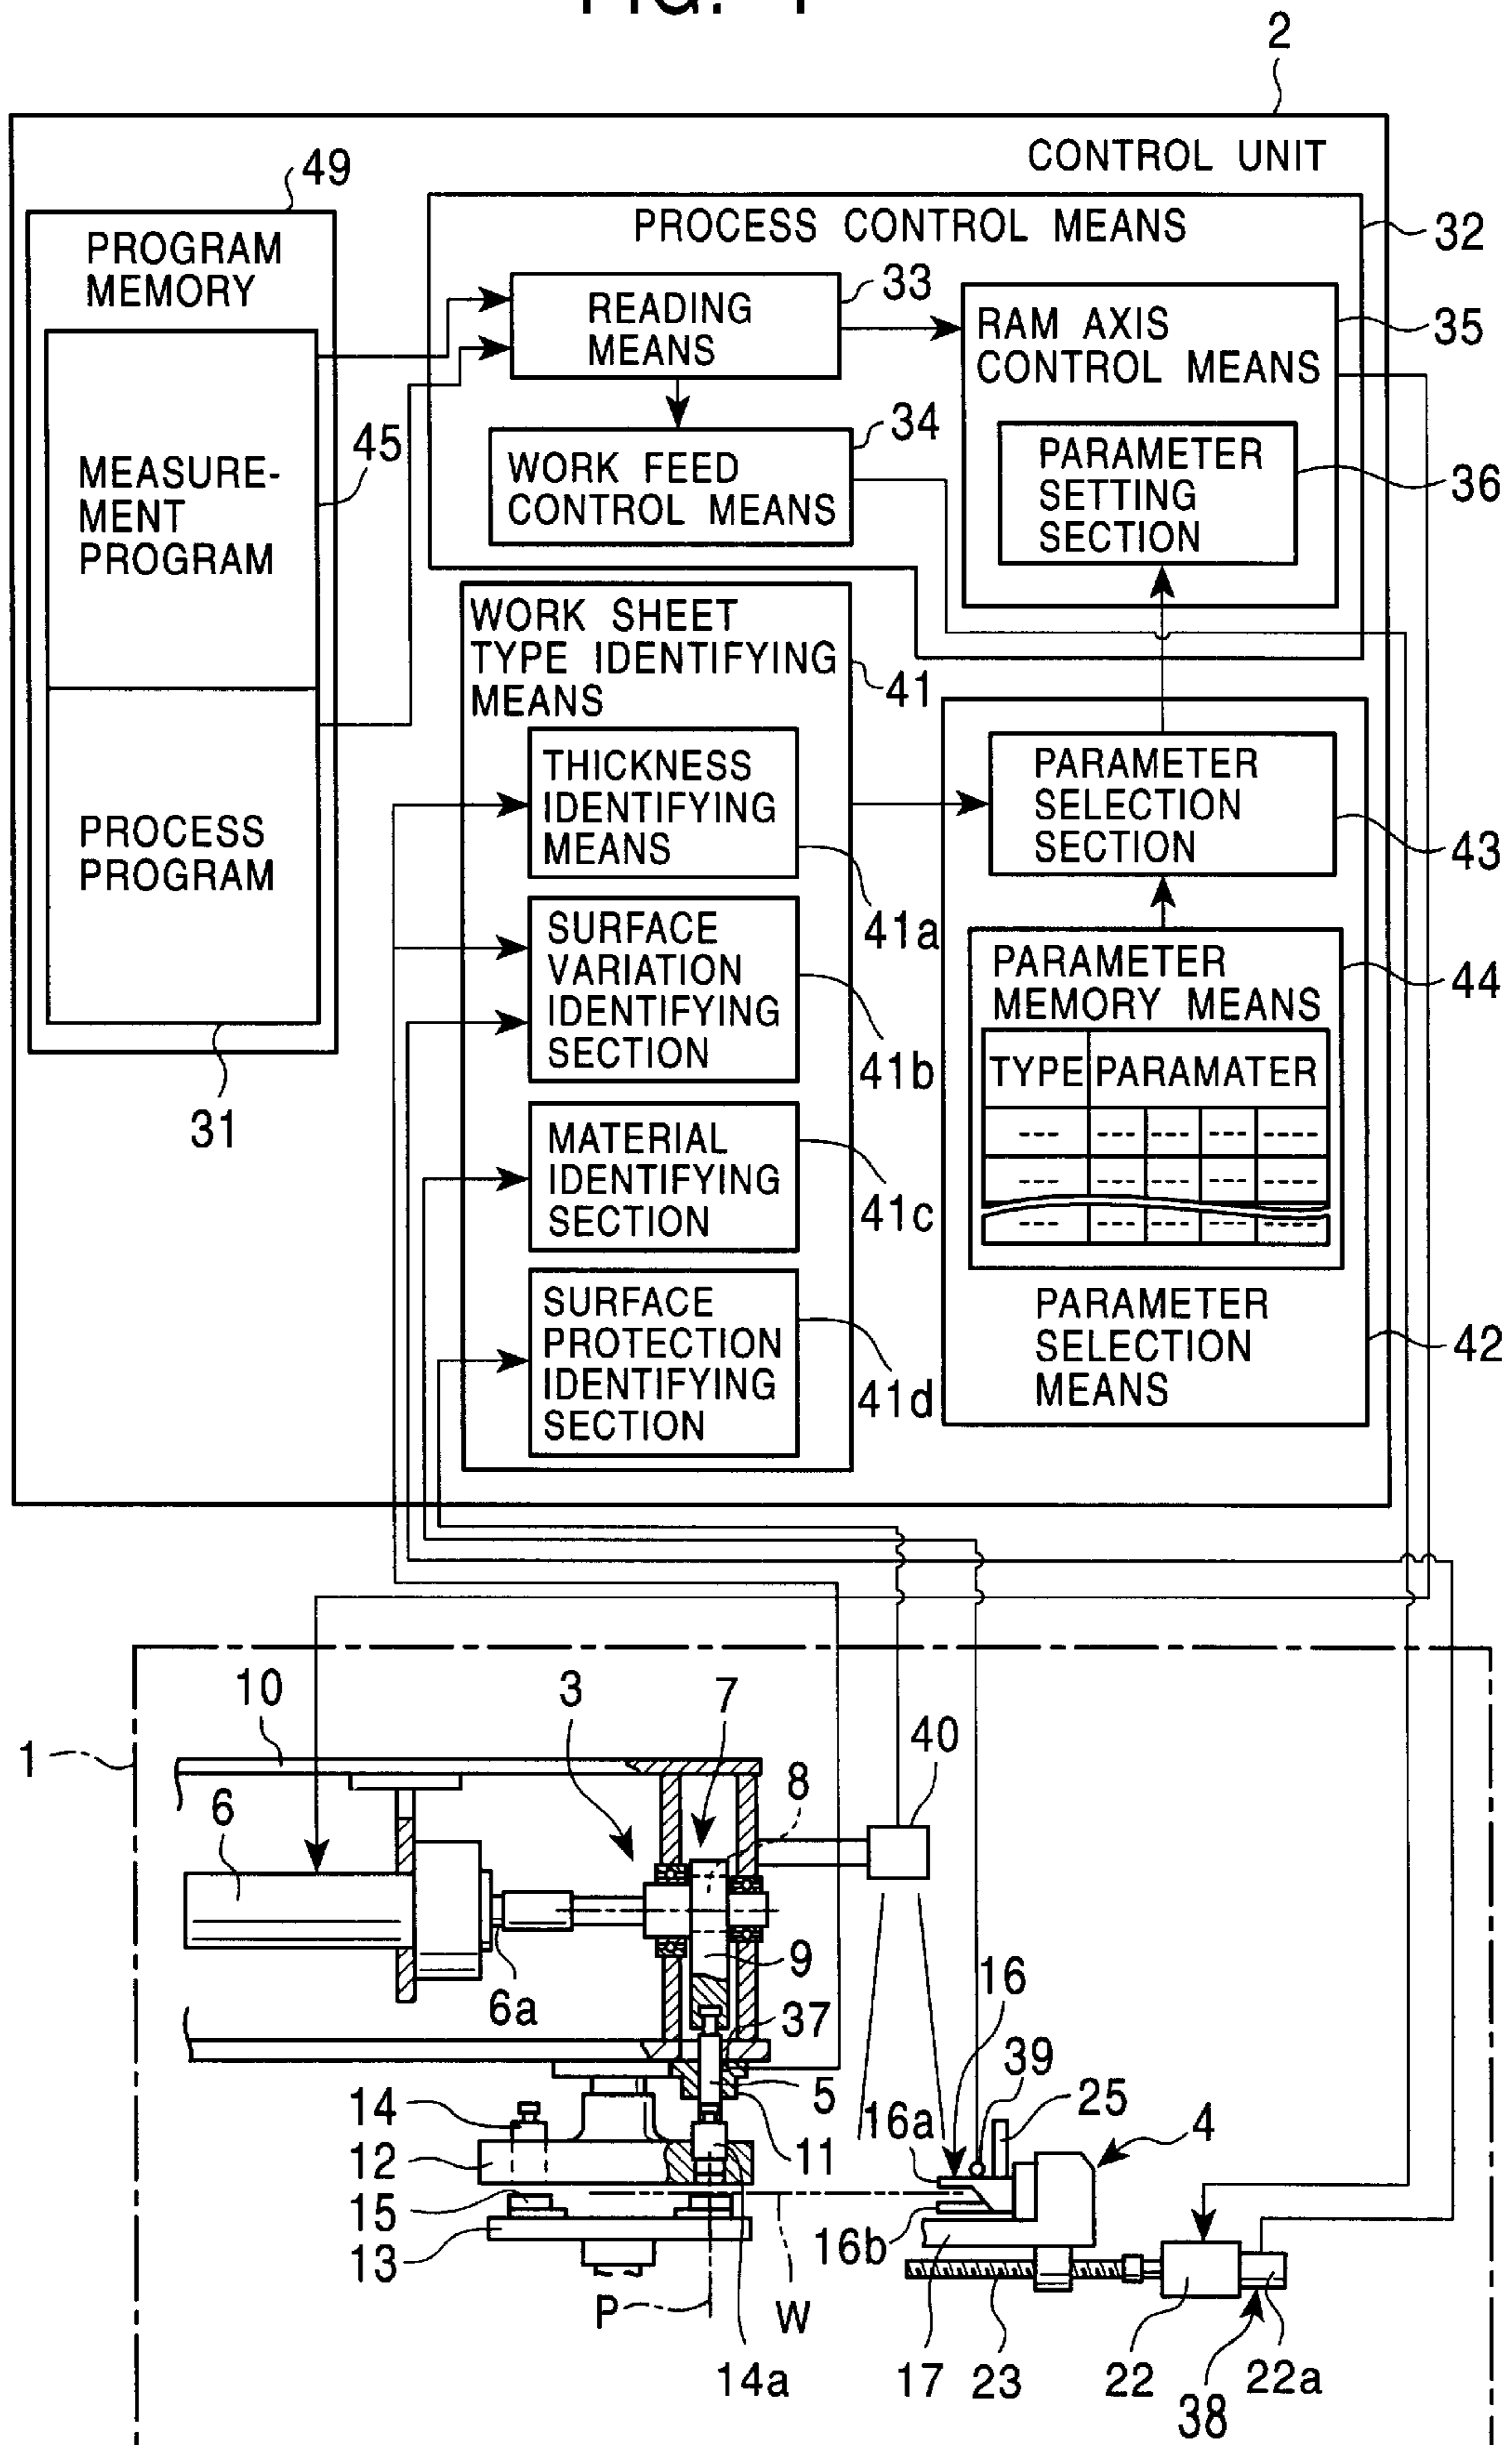 2
CONTROL UNIT
49
PROGRAM
MEMORY
PROCESS CONTROL MEANS
32
33
READING
MEANS
RAM AXIS
CONTROL MEANS
35
34
WORK FEED
CONTROL MEANS
PARAMETER
SETTING
SECTION
36
45
MEASURE-
MENT
PROGRAM
WORK SHEET
TYPE IDENTIFYING
MEANS
41
PROCESS
PROGRAM
31
THICKNESS
IDENTIFYING
MEANS
41a
PARAMETER
SELECTION
SECTION
43
SURFACE
VARIATION
IDENTIFYING
SECTION
41b
PARAMETER
MEMORY MEANS
44
TYPE PARAMATER
--- --- --- --- ----
--- --- --- --- ----
--- --- --- --- ----
MATERIAL
IDENTIFYING
SECTION
41c
SURFACE
PROTECTION
IDENTIFYING
SECTION
41d
PARAMETER
SELECTION
MEANS
42
1
10
3
7
8
40
6
6a
9
37
16
39
25
4
14
12
15
13
5
11
16a
16b
P
W
14a
17
23
22
38
22a